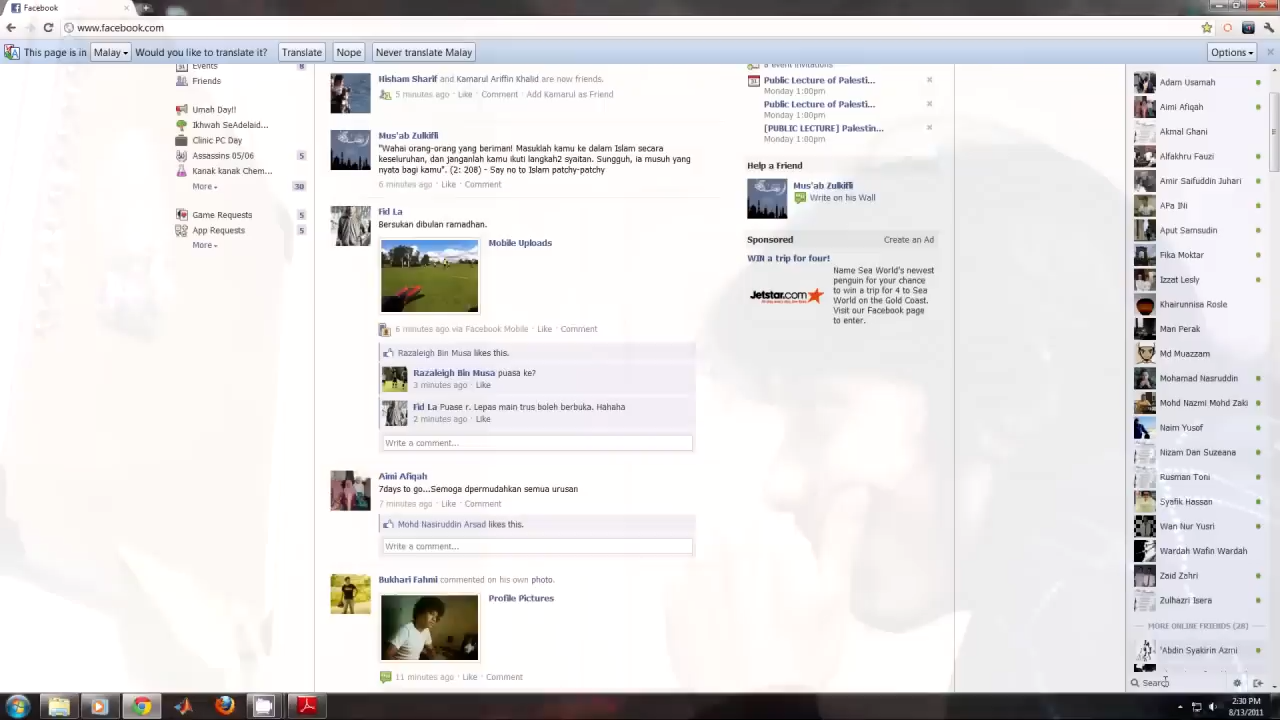 Facebook
www.facebook.com
This page is in Malay Would you like to translate it? Translate Nope Never translate Malay Options
Events 8
Friends
Umah Day!!
Ikhwah SeAdelaid...
Clinic PC Day
Assassins 05/06 5
Kanak kanak Chem...
More 30
Game Requests 5
App Requests 5
More
Hisham Sharif and Kamarul Ariffin Khalid are now friends.
5 minutes ago · Like · Comment · Add Kamarul as Friend
Mus'ab Zulkifli
"Wahai orang-orang yang beriman! Masuklah kamu ke dalam Islam secara
keseluruhan, dan janganlah kamu ikuti langkah2 syaitan. Sungguh, ia musuh yang
nyata bagi kamu". (2: 208) - Say no to Islam patchy-patchy
6 minutes ago · Like · Comment
Fid La
Bersukan dibulan ramadhan.
Mobile Uploads
6 minutes ago via Facebook Mobile · Like · Comment
Razaleigh Bin Musa likes this.
Razaleigh Bin Musa puasa ke?
3 minutes ago · Like
Fid La Puase r. Lepas main trus boleh berbuka. Hahaha
2 minutes ago · Like
Write a comment...
Aimi Afiqah
7days to go...Semoga dpermudahkan semua urusan
7 minutes ago · Like · Comment
Mohd Nasiruddin Arsad likes this.
Write a comment...
Bukhari Fahmi commented on his own photo.
Profile Pictures
11 minutes ago · Like · Comment
Public Lecture of Palesti...
Monday 1:00pm
Public Lecture of Palesti...
Monday 1:00pm
[PUBLIC LECTURE] Palestin...
Monday 1:00pm
Help a Friend
Mus'ab Zulkifli
Write on his Wall
Sponsored Create an Ad
WIN a trip for four!
Jetstar.com
Name Sea World's newest
penguin for your chance
to win a trip for 4 to Sea
World on the Gold Coast.
Visit our Facebook page
to enter.
Adam Usamah
Aimi Afiqah
Akmal Ghani
Alfakhru Fauzi
Amir Saifuddin Juhari
APa INi
Aput Samsudin
Fika Moktar
Izzat Lesly
Khairunnisa Rosle
Man Perak
Md Muazzam
Mohamad Nasruddin
Mohd Nazmi Mohd Zaki
Naim Yusof
Nizam Dan Suzeana
Rusman Toni
Syafik Hassan
Wan Nur Yusri
Wardah Wafin Wardah
Zaid Zahri
Zulhazri Isera
MORE ONLINE FRIENDS (28)
'Abdin Syakirin Azmi
Search
2:30 PM
8/13/2011